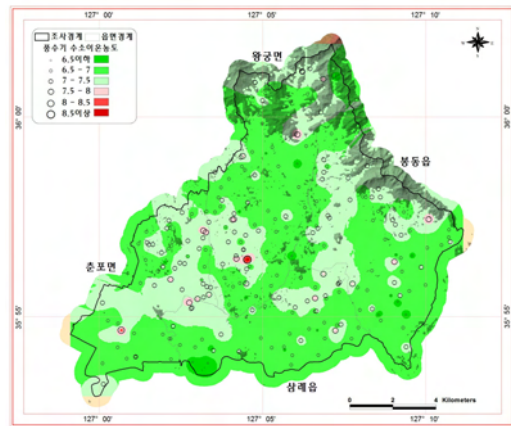 127° 00' 127° 05' 127° 10'
조사경계 읍면경계
풍수기 수소이온농도
6.5이하
6.5 - 7
7 - 7.5
7.5 - 8
8 - 8.5
8.5이상
왕궁면
36° 00'
36° 00'
봉동읍
춘포면
35° 55'
35° 55'
삼례읍
0 2 4 Kilometers
127° 00' 127° 05' 127° 10'